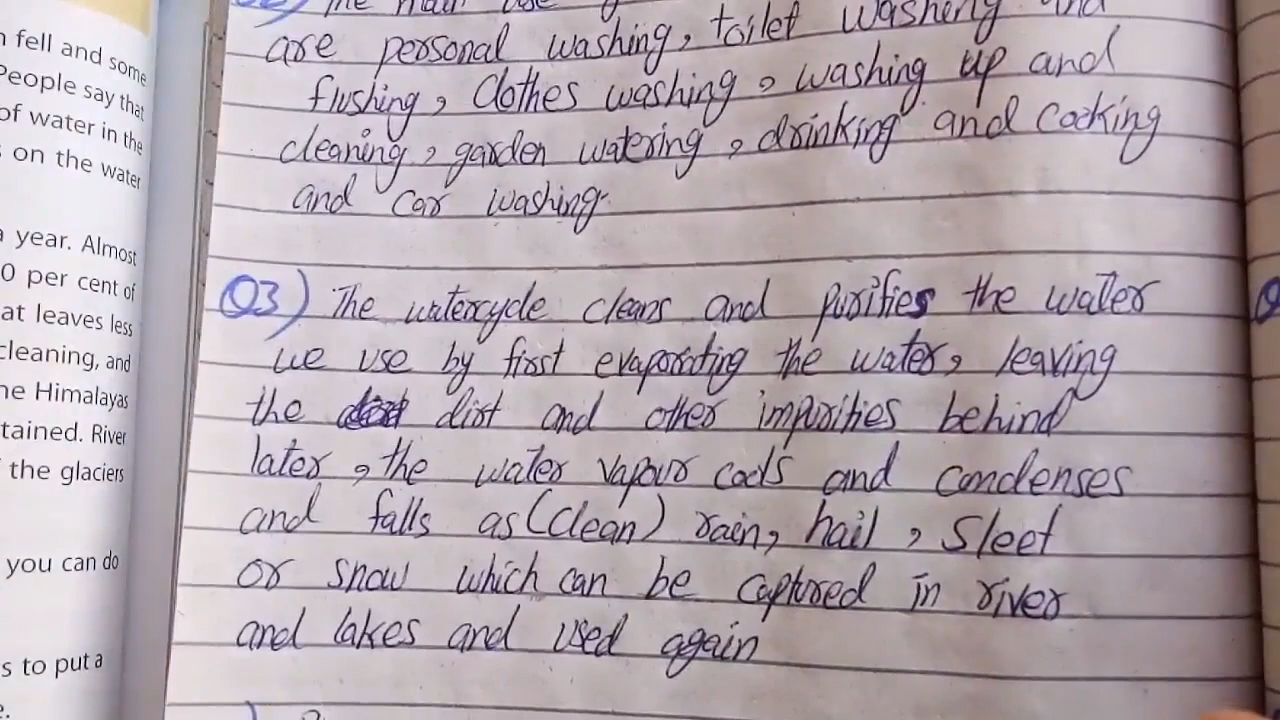 fell and some
People say that
of water in the
on the water
year. Almost
0 per cent of
at leaves less
cleaning, and
he Himalayas
tained. River
the glaciers
you can do
s to put a
e.
The main use
are personal washing, toilet washing and
flushing, clothes washing, washing up and
cleaning, garden watering, drinking and cooking
and car washing.
Q3) The watercycle cleans and purifies the water
we use by first evaporating the water, leaving
the dirt and other impurities behind
later, the water vapour cools and condenses
and falls as (clean) rain, hail, sleet
or snow which can be captured in river
and lakes and used again